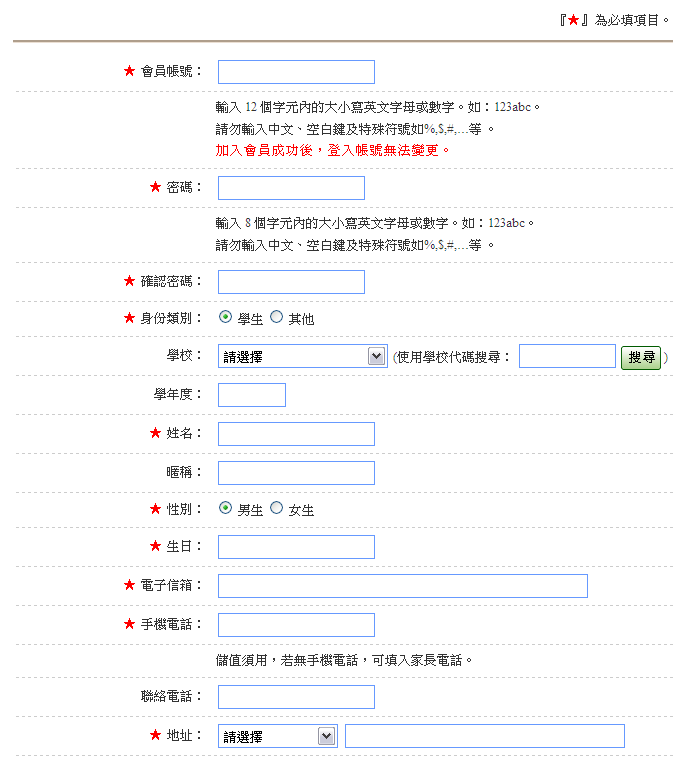 『★』為必填項目。
★ 會員帳號：
輸入 12 個字元內的大小寫英文字母或數字。如：123abc。
請勿輸入中文、空白鍵及特殊符號如%,$,#,…等 。
加入會員成功後，登入帳號無法變更。
★ 密碼：
輸入 8 個字元內的大小寫英文字母或數字。如：123abc。
請勿輸入中文、空白鍵及特殊符號如%,$,#,…等 。
★ 確認密碼：
★ 身份類別： 學生 其他
學校： 請選擇 (使用學校代碼搜尋： 搜尋 )
學年度：
★ 姓名：
暱稱：
★ 性別： 男生 女生
★ 生日：
★ 電子信箱：
★ 手機電話：
儲值須用，若無手機電話，可填入家長電話。
聯絡電話：
★ 地址： 請選擇